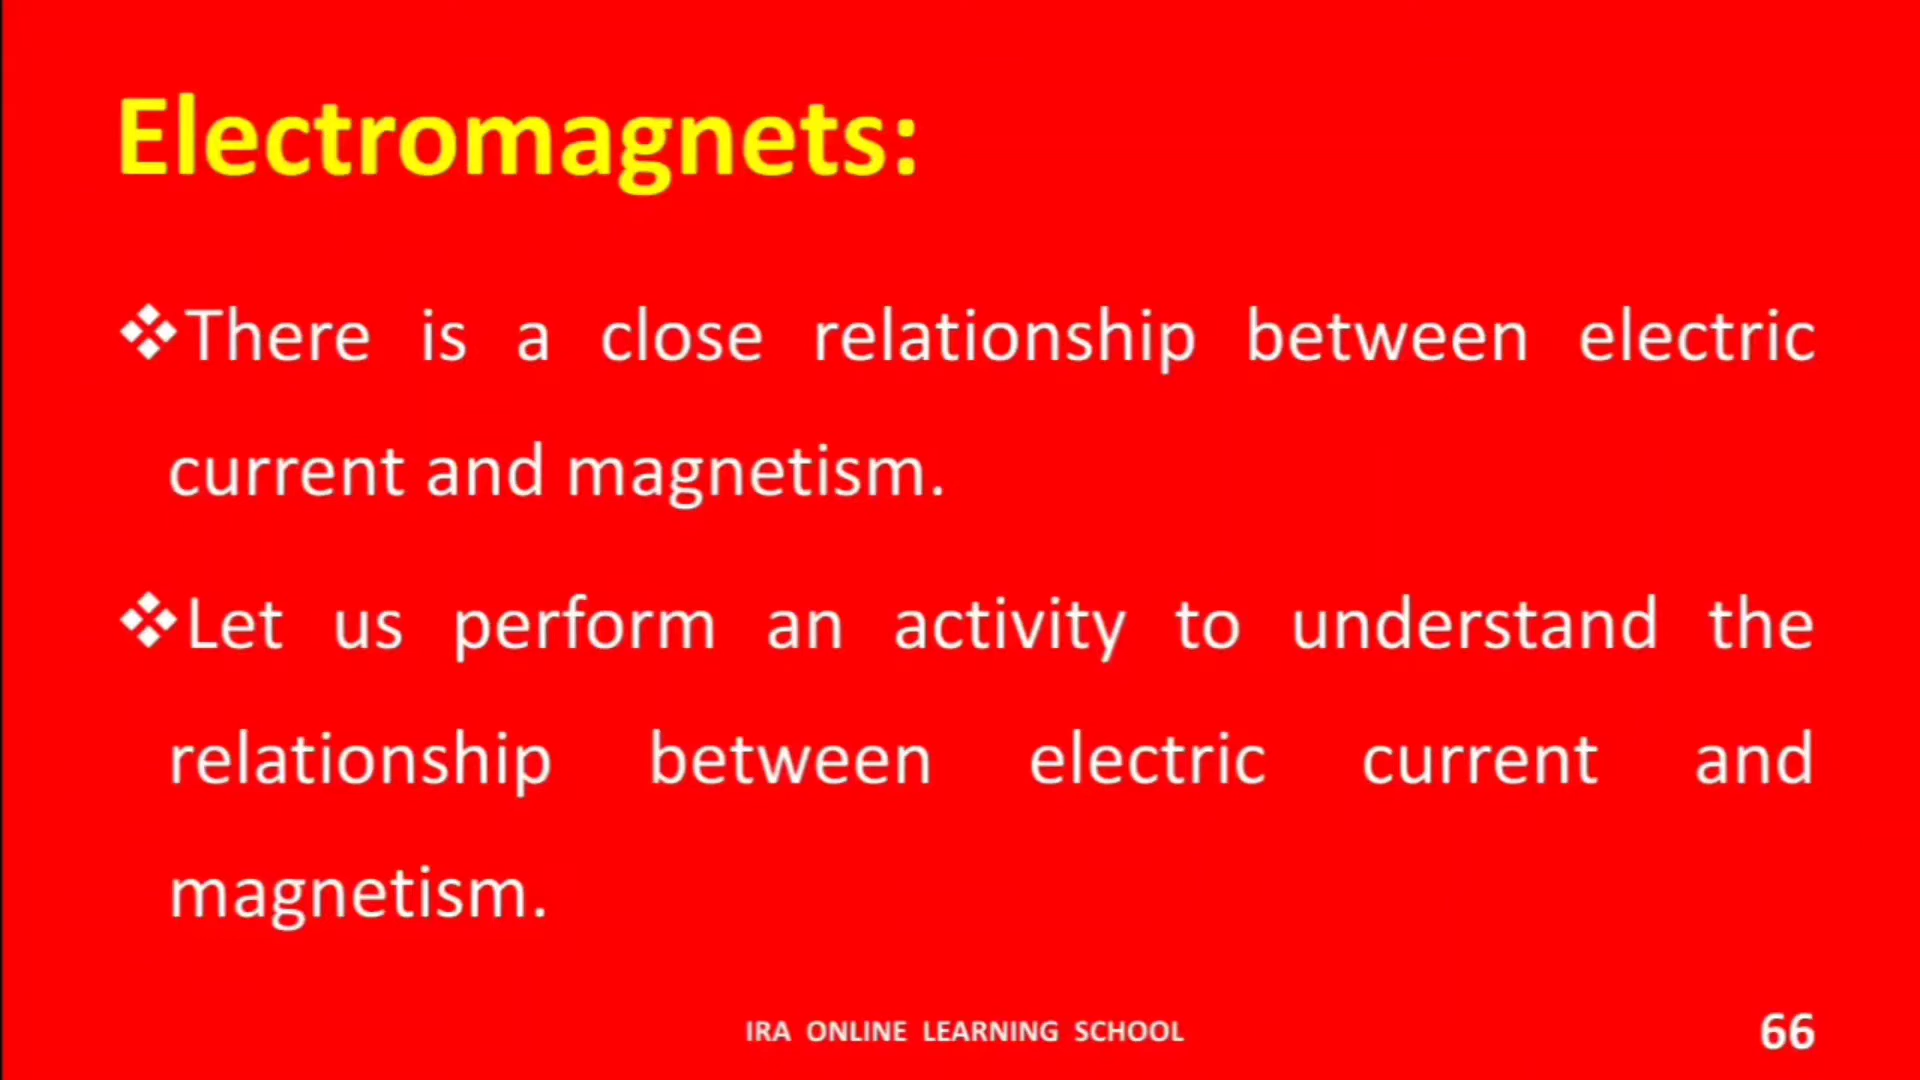 Electromagnets:
❖There is a close relationship between electric
current and magnetism.
❖Let us perform an activity to understand the
relationship between electric current and
magnetism.
IRA ONLINE LEARNING SCHOOL
66